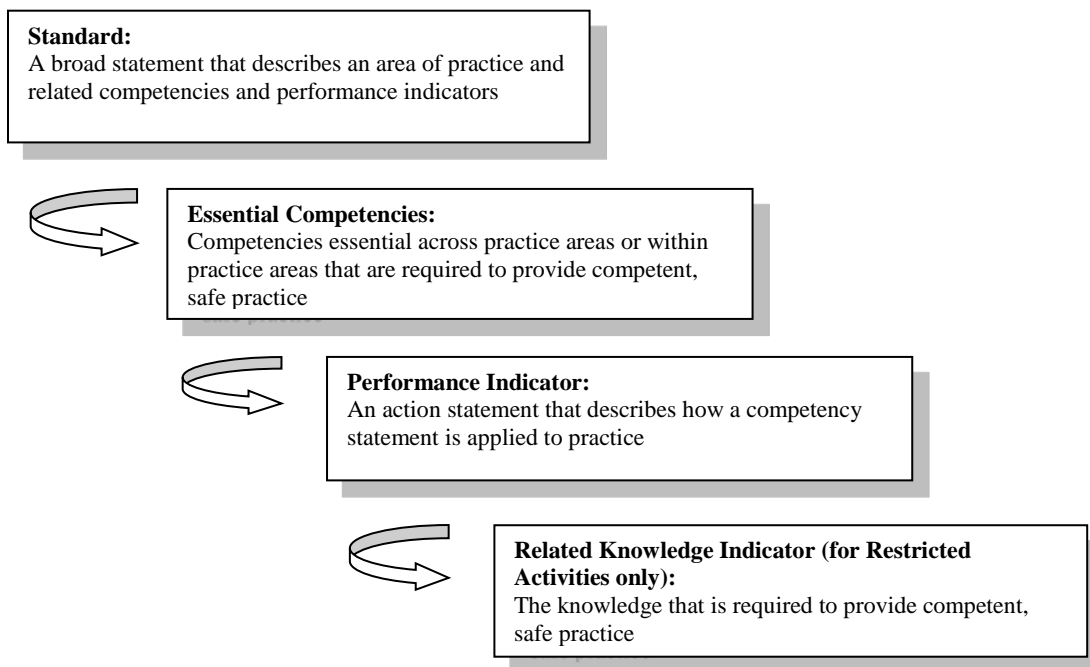 Standard:
A broad statement that describes an area of practice and
related competencies and performance indicators
Essential Competencies:
Competencies essential across practice areas or within
practice areas that are required to provide competent,
safe practice
Performance Indicator:
An action statement that describes how a competency
statement is applied to practice
Related Knowledge Indicator (for Restricted
Activities only):
The knowledge that is required to provide competent,
safe practice